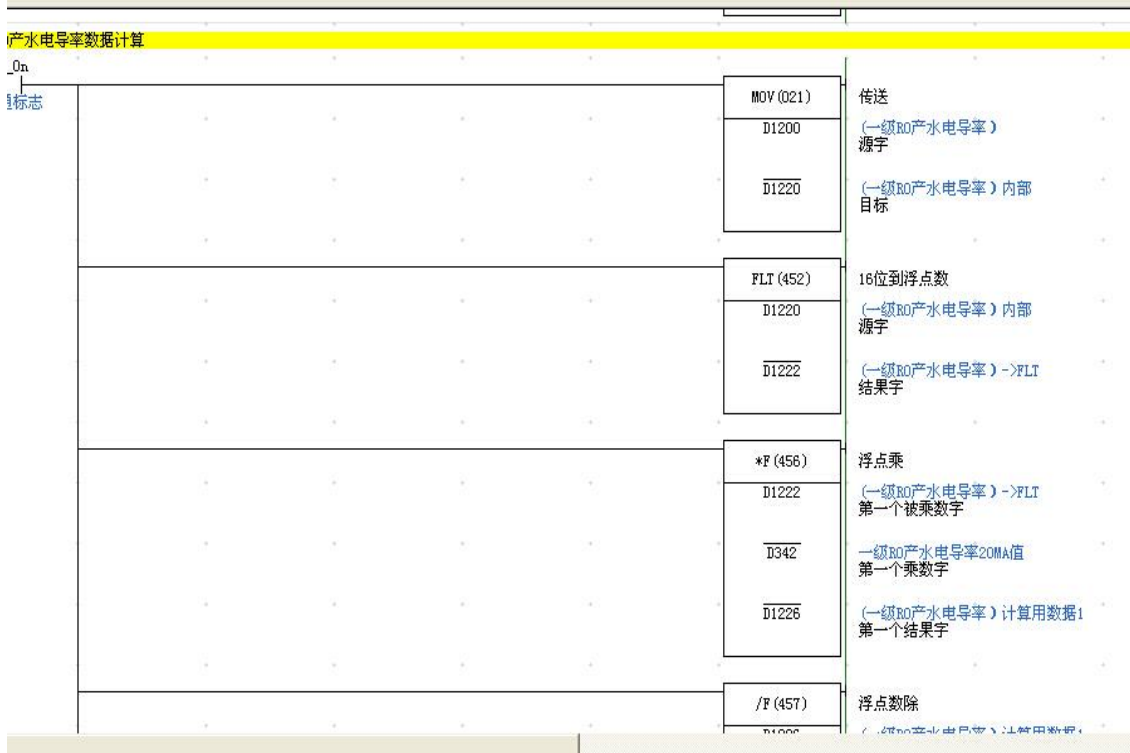 产水电导率数据计算
_On
标志
MOV(021) 传送
D1200 (一级RO产水电导率)
源字
D1220 (一级RO产水电导率)内部
目标
FLT(452) 16位到浮点数
D1220 (一级RO产水电导率)内部
源字
D1222 (一级RO产水电导率)->FLT
结果字
*F(456) 浮点乘
D1222 (一级RO产水电导率)->FLT
第一个被乘数字
D342 一级RO产水电导率20MA值
第一个乘数字
D1226 (一级RO产水电导率)计算用数据1
第一个结果字
/F(457) 浮点数除